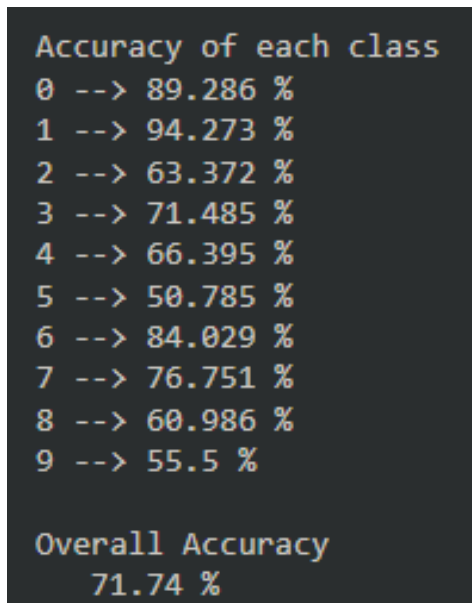 Accuracy of each class
0 --> 89.286 %
1 --> 94.273 %
2 --> 63.372 %
3 --> 71.485 %
4 --> 66.395 %
5 --> 50.785 %
6 --> 84.029 %
7 --> 76.751 %
8 --> 60.986 %
9 --> 55.5 %
Overall Accuracy
71.74 %